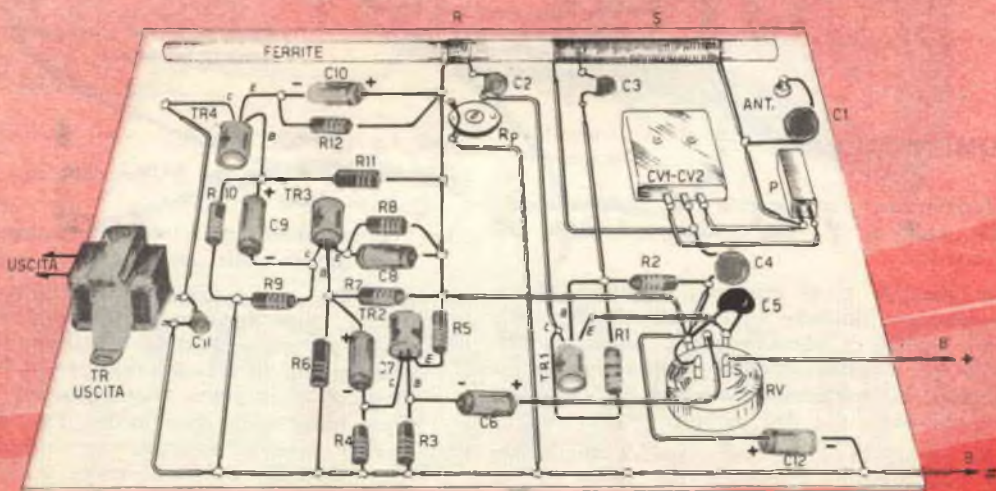 R S
FERRITE
C10
- +
C2
C3
ANT.
C1
TR4
C E
B
R12
Rp
CV1-CV2
P
R11
TR3
R10
+
C9
-
R8
C
B
E
C8
USCITA
R9
R7
TR2
R2
C4
C5
C11
R6
+
C7
-
C
B
E
R5
C
B
E
TR1
R1
S
B
+
RV
TR
USCITA
-
+
C6
R4
R3
+
C12
-
B
-